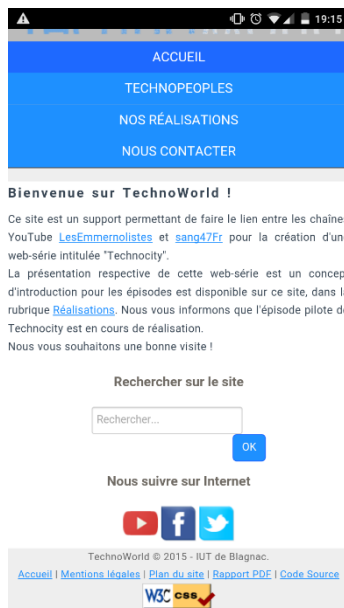 19:15
ACCUEIL
TECHNOPEOPLES
NOS RÉALISATIONS
NOUS CONTACTER
Bienvenue sur TechnoWorld !
Ce site est un support permettant de faire le lien entre les chaînes
YouTube LesEmmernolistes et sang47Fr pour la création d'un
web-série intitulée "Technocity".
La présentation respective de cette web-série est un concep
d'introduction pour les épisodes est disponible sur ce site, dans l
rubrique Réalisations. Nous vous informons que l'épisode pilote d
Technocity est en cours de réalisation.
Nous vous souhaitons une bonne visite !
Rechercher sur le site
Rechercher...
OK
Nous suivre sur Internet
TechnoWorld © 2015 - IUT de Blagnac.
Accueil | Mentions légales | Plan du site | Rapport PDF | Code Source
W3C css